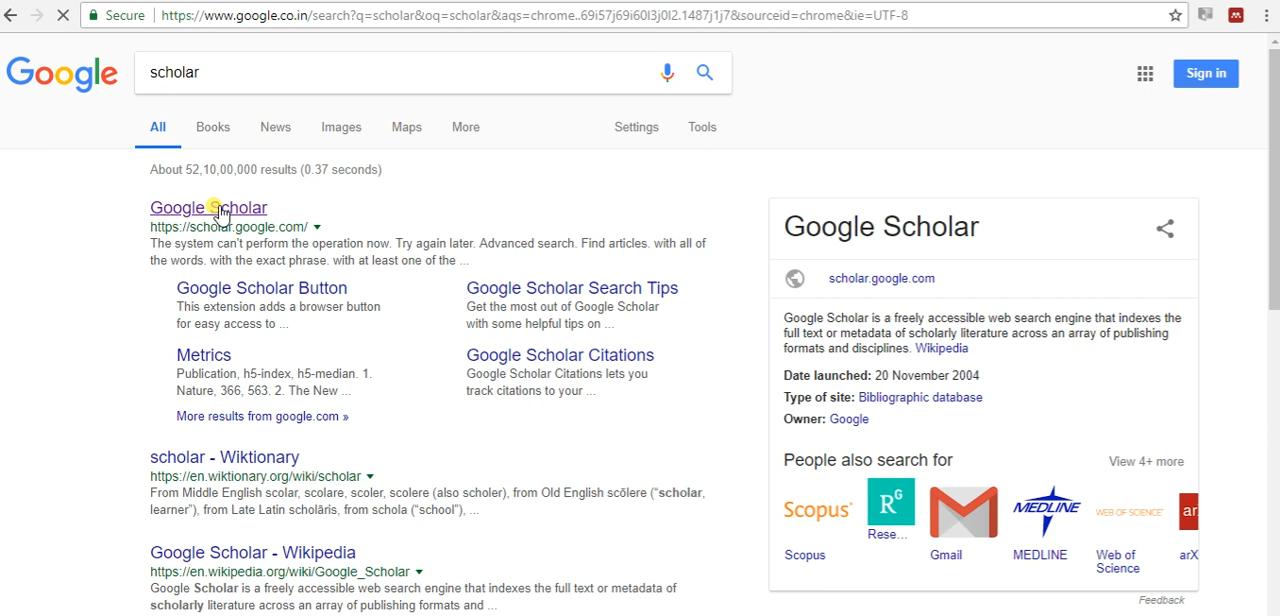 Secure | https://www.google.co.in/search?q=scholar&oq=scholar&aqs=chrome..69i57j69i60l3j0l2.1487j1j7&sourceid=chrome&ie=UTF-8
Google
scholar
Sign in
All Books News Images Maps More Settings Tools
About 52,10,00,000 results (0.37 seconds)
Google Scholar
https://scholar.google.com/
The system can't perform the operation now. Try again later. Advanced search. Find articles. with all of
the words. with the exact phrase. with at least one of the ...
Google Scholar Button
This extension adds a browser button
for easy access to ...
Google Scholar Search Tips
Get the most out of Google Scholar
with some helpful tips on ...
Metrics
Publication, h5-index, h5-median. 1.
Nature, 366, 563. 2. The New ...
Google Scholar Citations
Google Scholar Citations lets you
track citations to your ...
More results from google.com »
scholar - Wiktionary
https://en.wiktionary.org/wiki/scholar
From Middle English scolar, scolare, scoler, scolere (also scholer), from Old English scōlere ("scholar,
learner"), from Late Latin scholāris, from schola ("school"), ...
Google Scholar - Wikipedia
https://en.wikipedia.org/wiki/Google_Scholar
Google Scholar is a freely accessible web search engine that indexes the full text or metadata of
scholarly literature across an array of publishing formats and ...
Google Scholar
scholar.google.com
Google Scholar is a freely accessible web search engine that indexes the
full text or metadata of scholarly literature across an array of publishing
formats and disciplines. Wikipedia
Date launched: 20 November 2004
Type of site: Bibliographic database
Owner: Google
People also search for
View 4+ more
Scopus
RG
MEDLINE
WEB OF SCIENCE
ar
Scopus
Rese...
Gmail
MEDLINE
Web of
Science
arX
Feedback